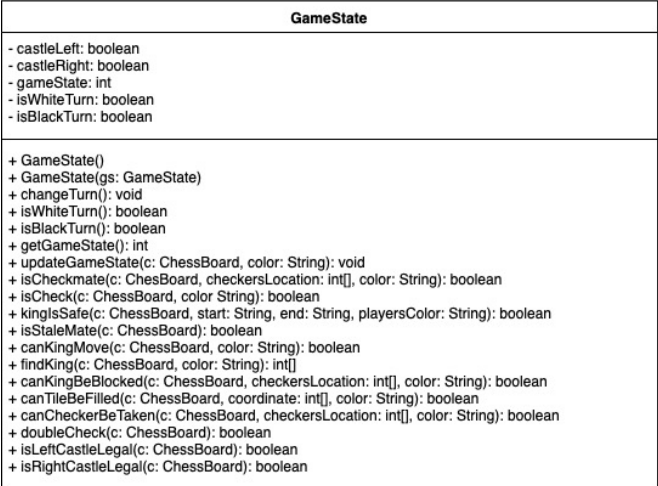 GameState
- castleLeft: boolean
- castleRight: boolean
- gameState: int
- isWhiteTurn: boolean
- isBlackTurn: boolean
+ GameState()
+ GameState(gs: GameState)
+ changeTurn(): void
+ isWhiteTurn(): boolean
+ isBlackTurn(): boolean
+ getGameState(): int
+ updateGameState(c: ChessBoard, color: String): void
+ isCheckmate(c: ChesBoard, checkersLocation: int[], color: String): boolean
+ isCheck(c: ChessBoard, color String): boolean
+ kingIsSafe(c: ChessBoard, start: String, end: String, playersColor: String): boolean
+ isStaleMate(c: ChessBoard): boolean
+ canKingMove(c: ChessBoard, color: String): boolean
+ findKing(c: ChessBoard, color: String): int[]
+ canKingBeBlocked(c: ChessBoard, checkersLocation: int[], color: String): boolean
+ canTileBeFilled(c: ChessBoard, coordinate: int[], color: String): boolean
+ canCheckerBeTaken(c: ChessBoard, checkersLocation: int[], color: String): boolean
+ doubleCheck(c: ChessBoard): boolean
+ isLeftCastleLegal(c: ChessBoard): boolean
+ isRightCastleLegal(c: ChessBoard): boolean